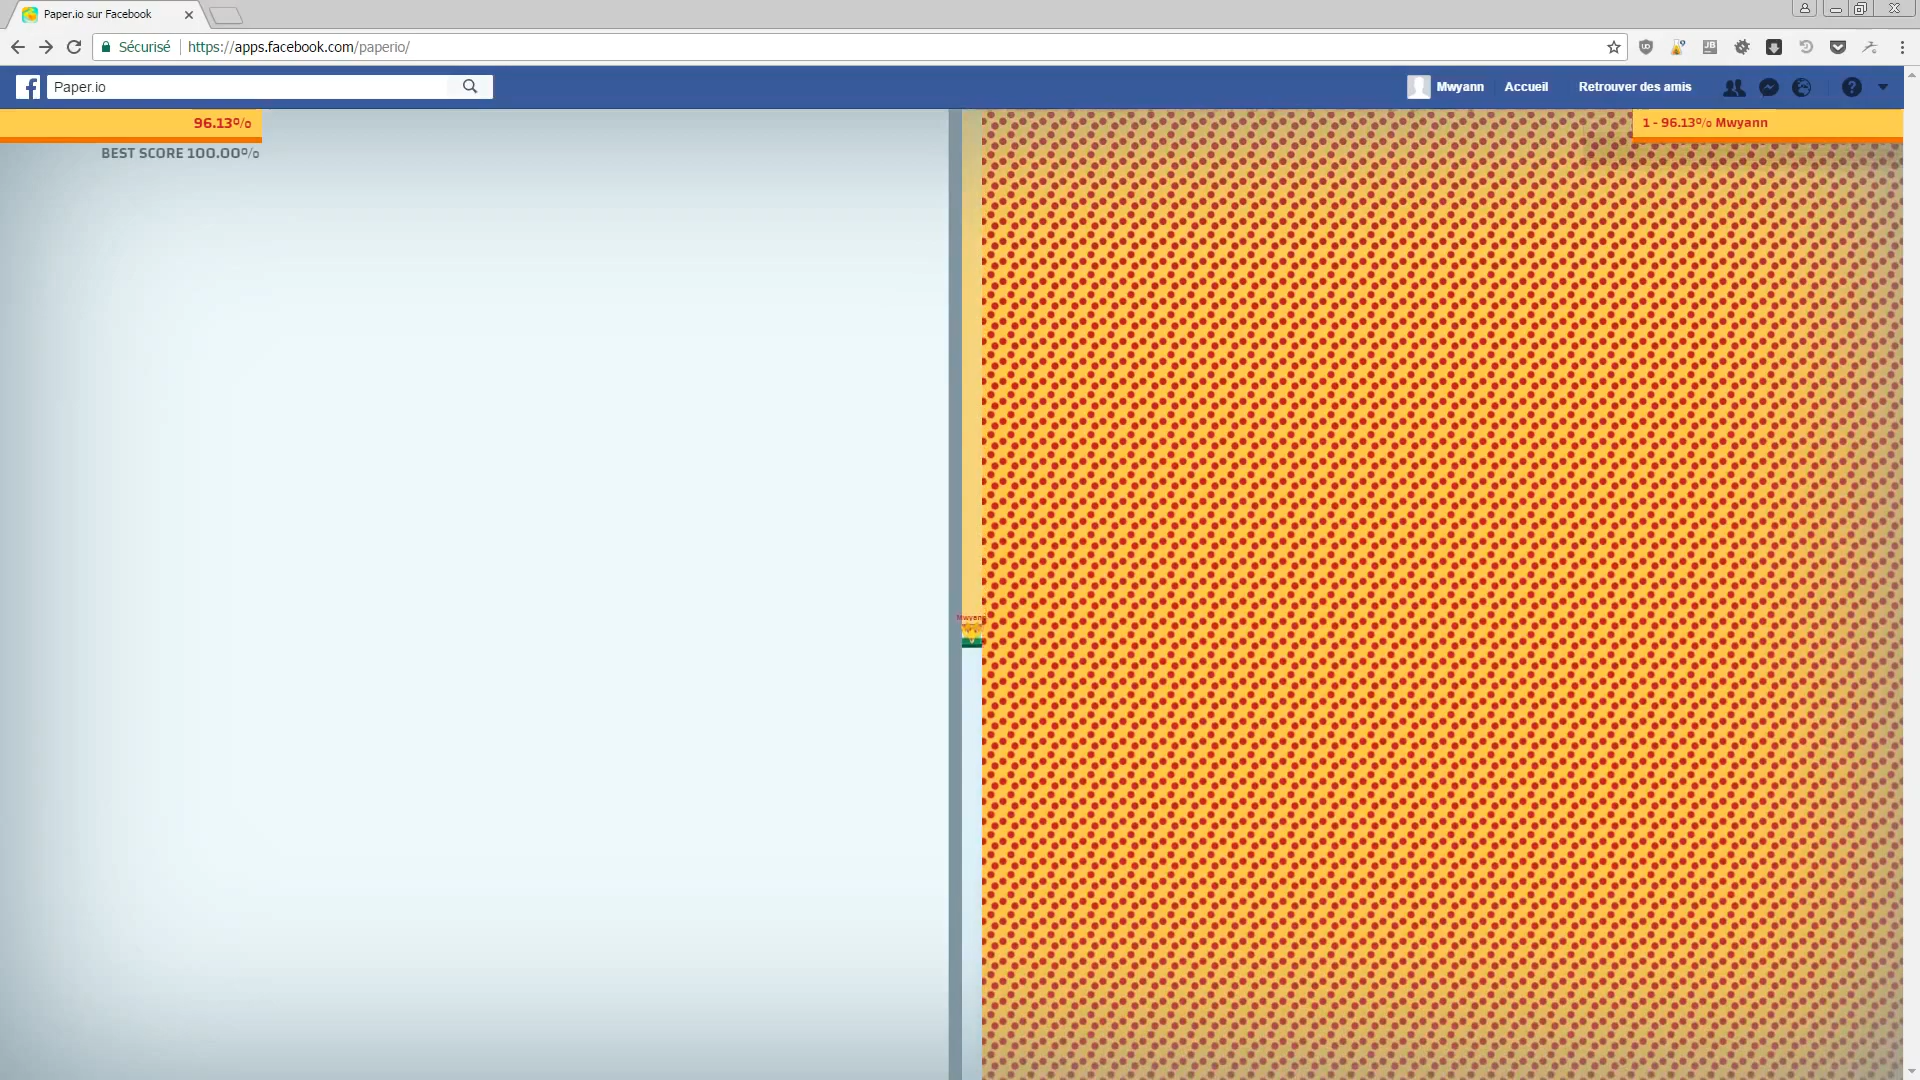 Paper.io sur Facebook
Sécurisé https://apps.facebook.com/paperio/
Paper.io
Mwyann Accueil Retrouver des amis
96.13%
BEST SCORE 100.00%
1 - 96.13% Mwyann
Mwyann